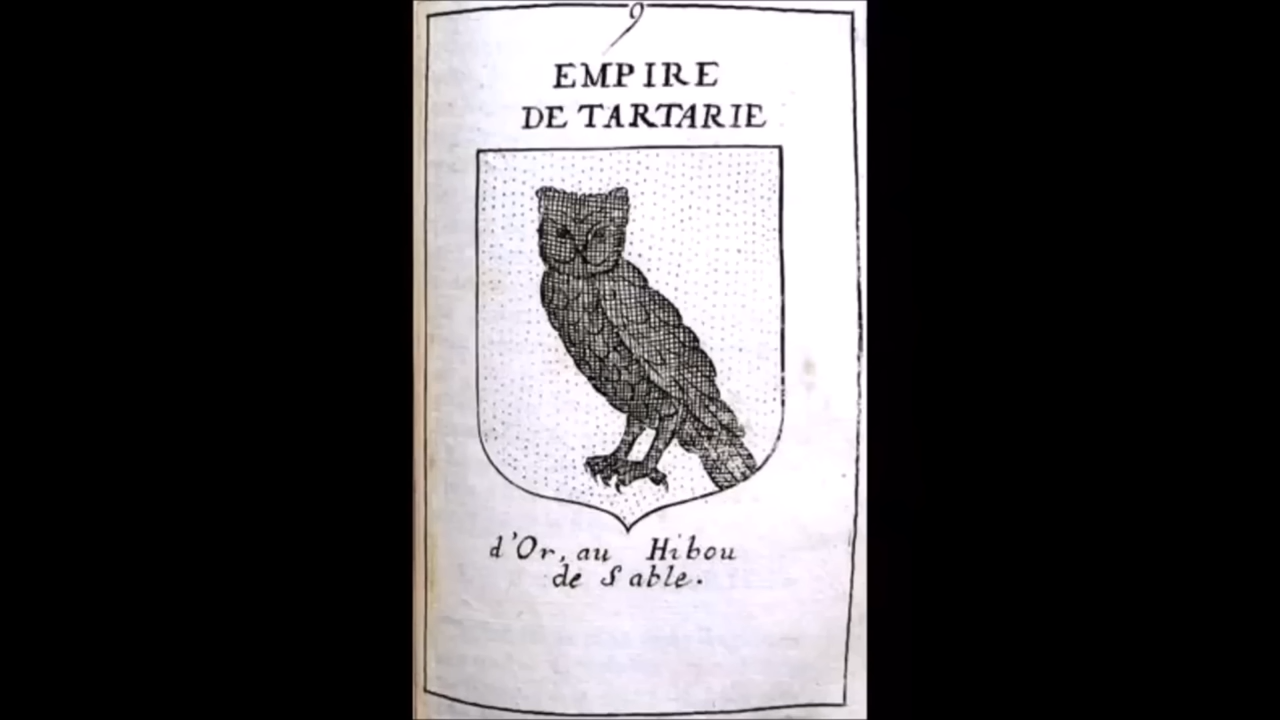 9
EMPIRE
DE TARTARIE
d'Or, au Hibou
de Sable.